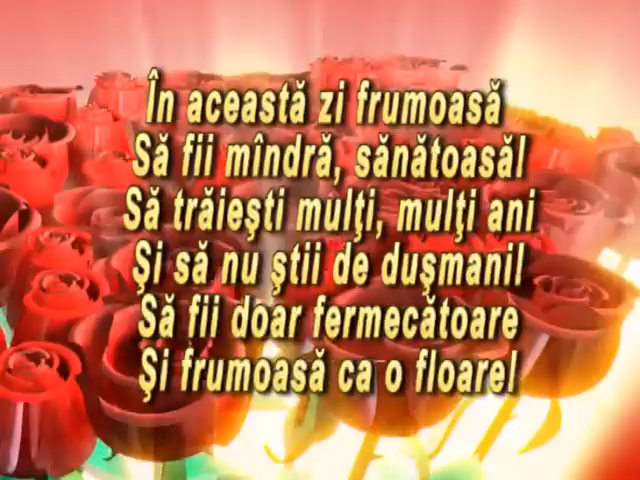 În această zi frumoasă
Să fii mîndră, sănătoasă!
Să trăieşti mulţi, mulţi ani
Şi să nu ştii de duşmani!
Să fii doar fermecătoare
Şi frumoasă ca o floare!